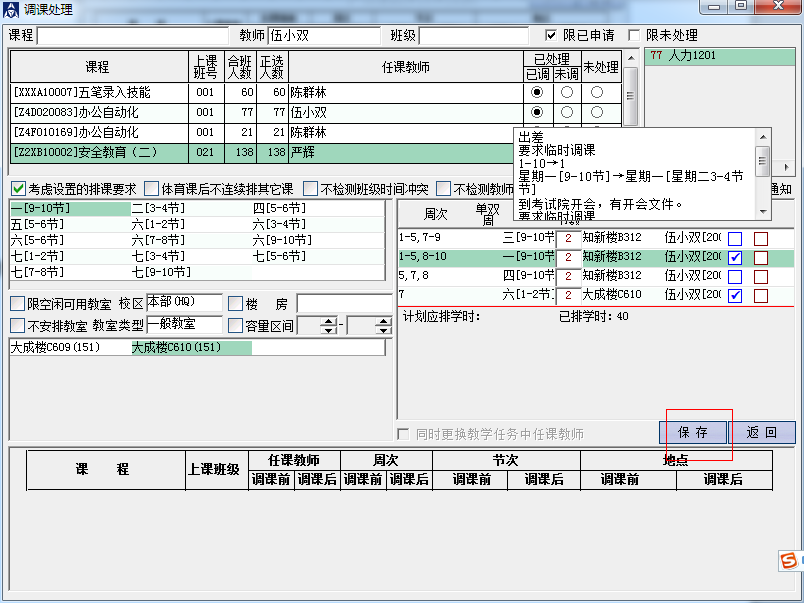 调课处理
课程 教师 伍小双 班级 限已申请 限未处理
课程 上课班号 合班人数 正选人数 任课教师 已处理 已调 未调 未处理
[XXXA10007]五笔录入技能 001 60 60 陈群林
[Z4D020083]办公自动化 001 77 77 伍小双
[Z4F010169]办公自动化 001 21 21 陈群林
[Z2XB10002]安全教育（二） 021 138 138 严辉
77 人力1201
出差
要求临时调课
1-10→1
星期一[9-10节]→星期一[星期二3-4节
节]
到考试院开会，有开会文件。
要求临时调课
考虑设置的排课要求 体育课后不连续排其它课 不检测班级时间冲突 不检测教师 通知
一[9-10节] 二[3-4节] 四[5-6节]
五[5-6节] 六[1-2节] 六[3-4节]
六[5-6节] 六[7-8节] 六[9-10节]
七[1-2节] 七[3-4节] 七[5-6节]
七[7-8节] 七[9-10节]
周次 单双周
1-5,7-9 三[9-10节 2 知新楼B312 伍小双[200
1-5,8-10 一[9-10节 2 知新楼B312 伍小双[200
5,7,8 四[9-10节 2 知新楼B312 伍小双[200
7 六[1-2节] 2 大成楼C610 伍小双[200
计划应排学时: 已排学时:40
限空闲可用教室 校区 本部(HQ) 楼 房
不安排教室 教室类型 一般教室 容量区间 -
大成楼C609(151) 大成楼C610(151)
同时更换教学任务中任课教师
保 存 返 回
课 程 上课班级 任课教师 周次 节次 地点
调课前 调课后 调课前 调课后 调课前 调课后 调课前 调课后